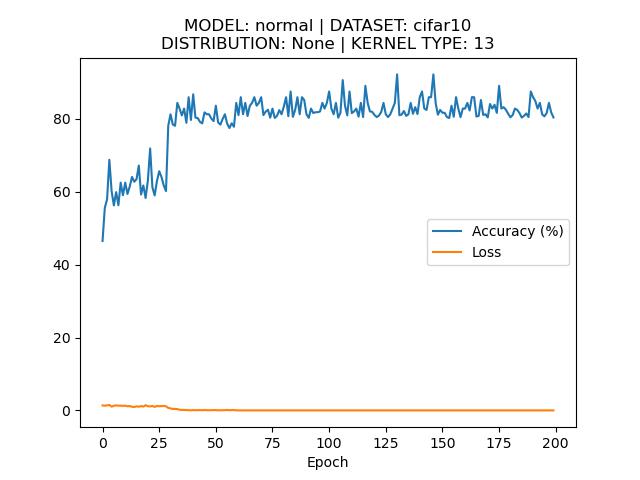 MODEL: normal | DATASET: cifar10
DISTRIBUTION: None | KERNEL TYPE: 13
80
60
40
20
0
Accuracy (%)
Loss
0 25 50 75 100 125 150 175 200
Epoch